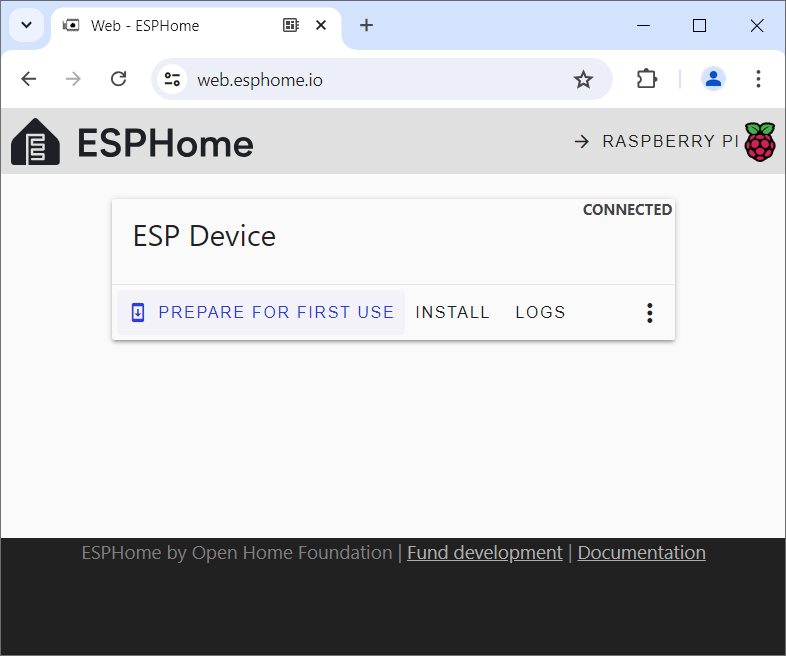 Web - ESPHome
web.esphome.io
ESPHome
RASPBERRY PI
CONNECTED
ESP Device
PREPARE FOR FIRST USE INSTALL LOGS
ESPHome by Open Home Foundation | Fund development | Documentation